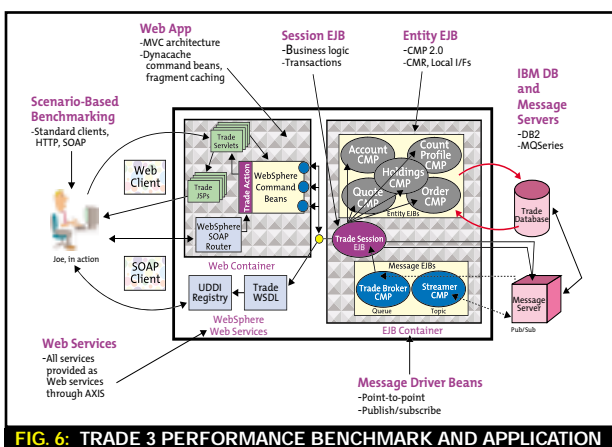 Web App
-MVC architecture
-Dynacache
command beans,
fragment caching
Session EJB
-Business logic
-Transactions
Entity EJB
-CMP 2.0
-CMR, Local I/Fs
IBM DB
and
Message
Servers
-DB2
-MQSeries
Scenario-Based
Benchmarking
-Standard clients,
HTTP, SOAP
Web
Client
Joe, in action
SOAP
Client
Trade
Servlets
Trade
JSPs
Trade Action
WebSphere
Command
Beans
WebSphere
SOAP
Router
Web Container
UDDI
Registry
Trade
WSDL
WebSphere
Web Services
Account
CMP
Count
Profile CMP
Holdings
CMP
Quote
CMP
Order
CMP
Entity EJBs
Trade Session
EJB
Message EJBs
Trade Broker
CMP
Streamer
CMP
Queue
Topic
EJB Container
Trade
Database
Message
Server
Pub/Sub
Web Services
-All services
provided as
Web services
through AXIS
Message Driver Beans
-Point-to-point
-Publish/subscribe
FIG. 6: TRADE 3 PERFORMANCE BENCHMARK AND APPLICATION